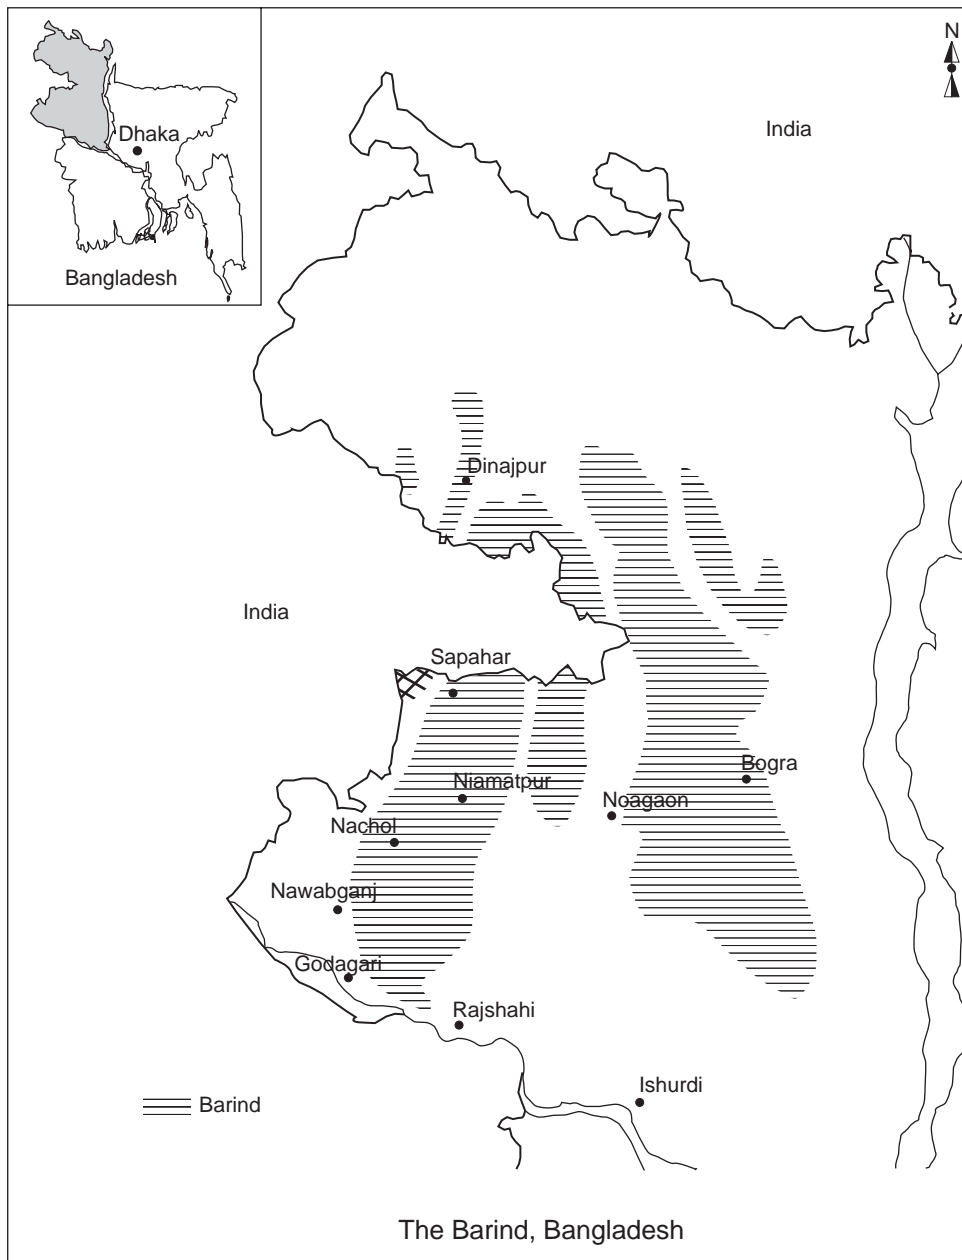 N
India
Dhaka
Bangladesh
Dinajpur
India
Sapahar
Bogra
Niamatpur
Noagaon
Nachol
Nawabganj
Godagari
Rajshahi
Ishurdi
Barind
The Barind, Bangladesh